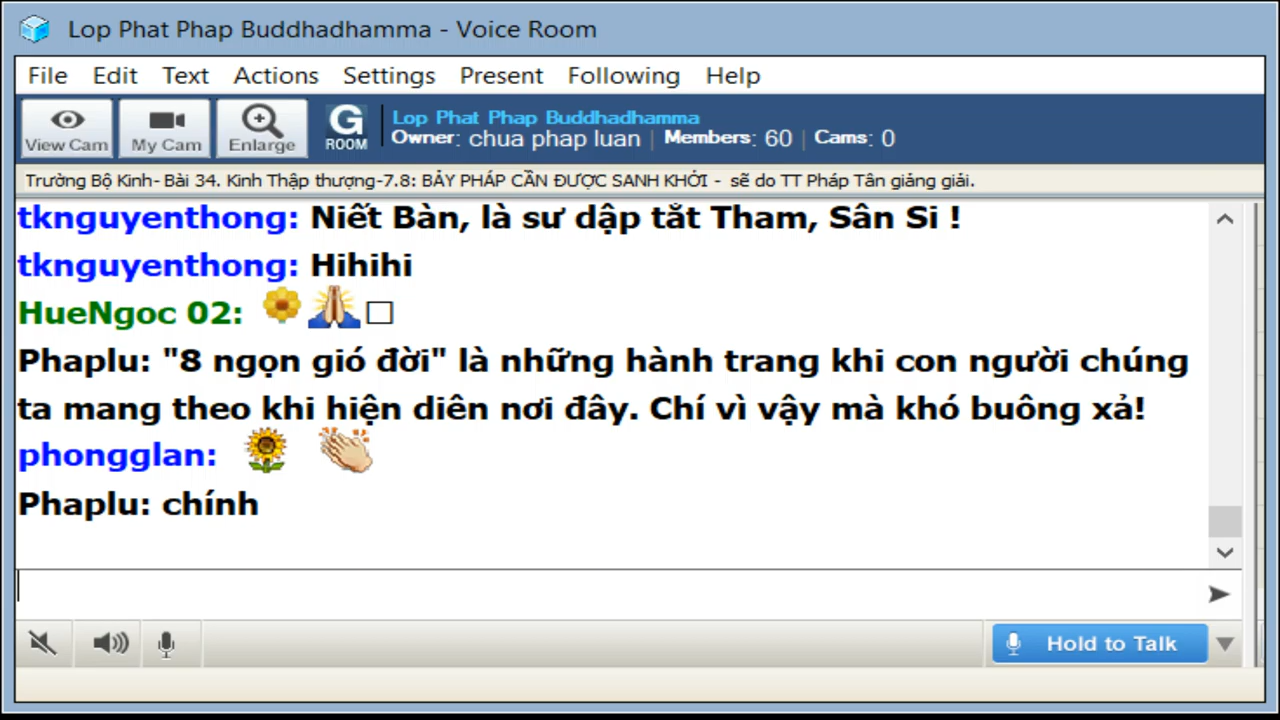 Lop Phat Phap Buddhadhamma - Voice Room
File Edit Text Actions Settings Present Following Help
View Cam My Cam Enlarge G ROOM
Lop Phat Phap Buddhadhamma
Owner: chua phap luan | Members: 60 | Cams: 0
Trường Bộ Kinh- Bài 34. Kinh Thập thượng-7.8: BẢY PHÁP CẦN ĐƯỢC SANH KHỞI - sẽ do TT Pháp Tân giảng giải.
tknguyenthong: Niết Bàn, là sư dập tắt Tham, Sân Si !
tknguyenthong: Hihihi
HueNgoc 02:
Phaplu: "8 ngọn gió đời" là những hành trang khi con người chúng
ta mang theo khi hiện diên nơi đây. Chí vì vậy mà khó buông xả!
phongglan:
Phaplu: chính
Hold to Talk